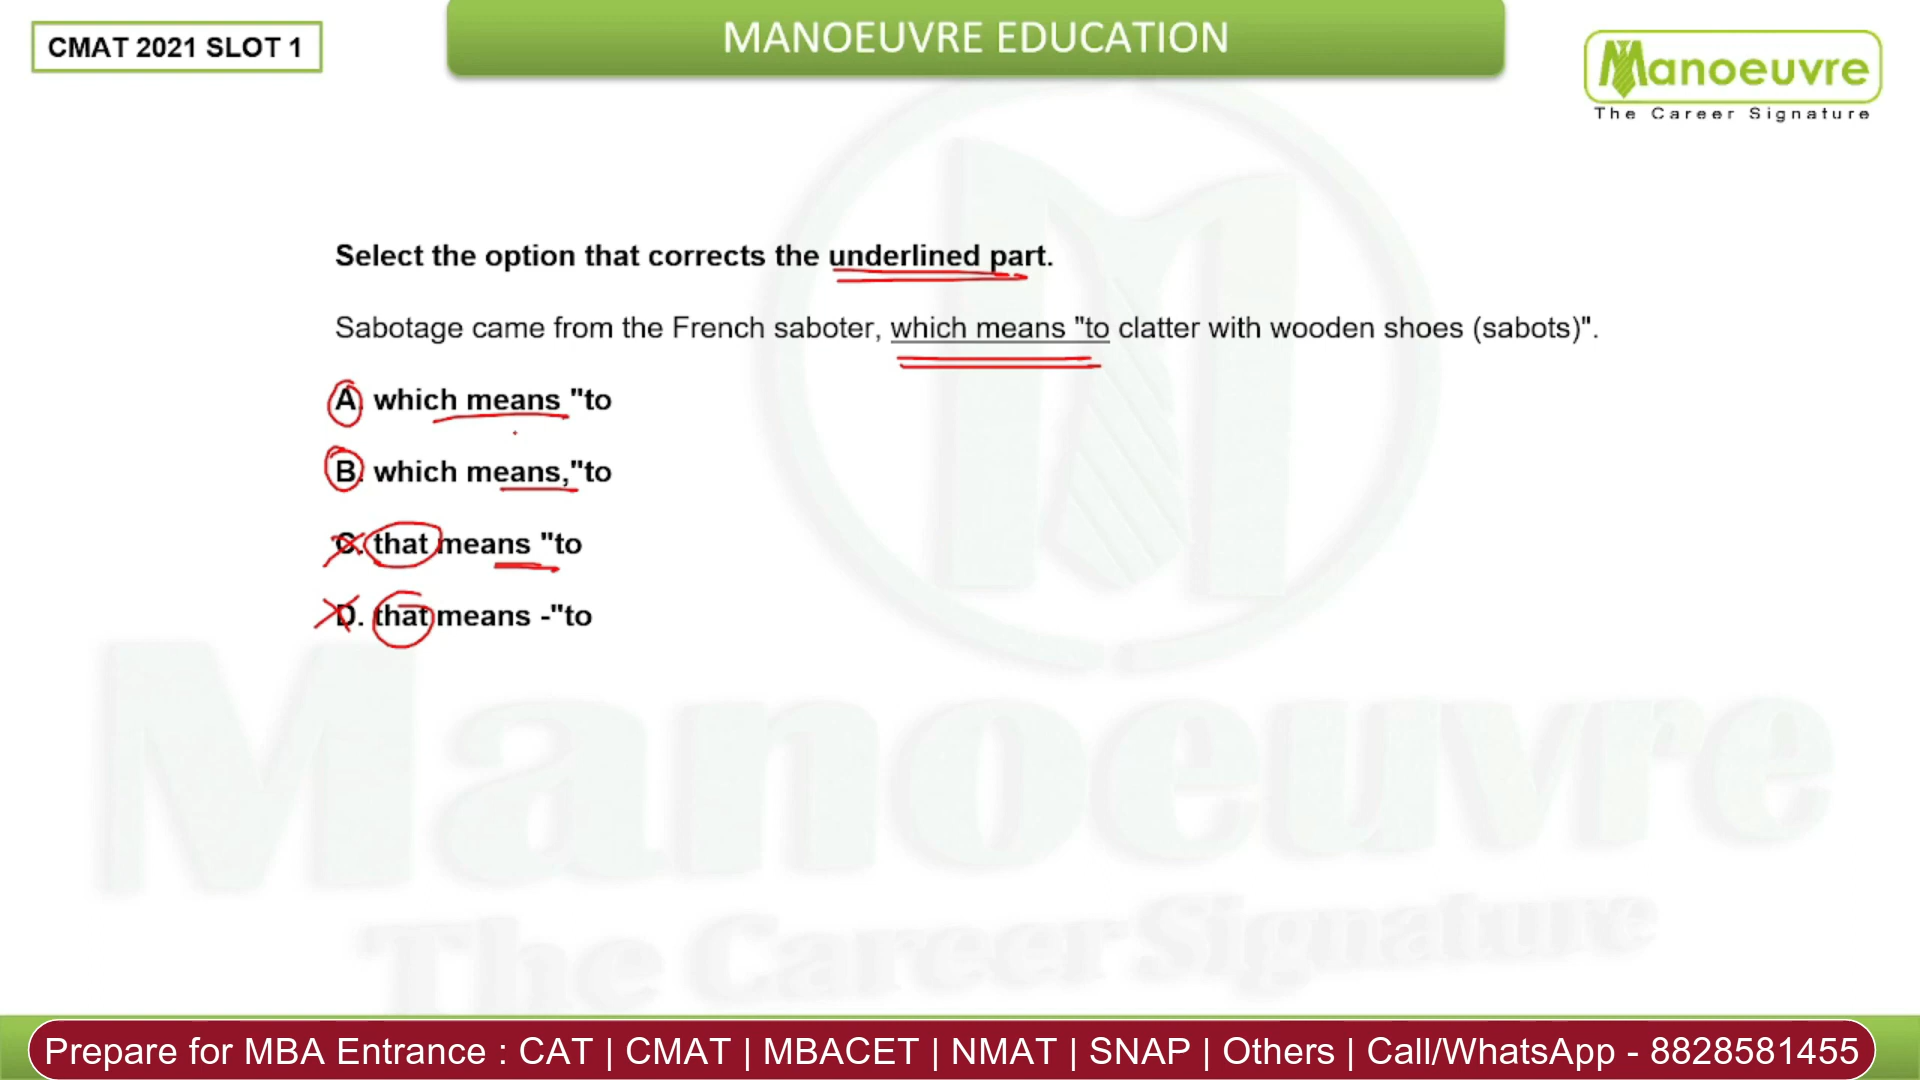 CMAT 2021 SLOT 1
MANOEUVRE EDUCATION
Manoeuvre
The Career Signature
Select the option that corrects the underlined part.
Sabotage came from the French saboter, which means "to clatter with wooden shoes (sabots)".
A. which means "to
B. which means,"to
C. that means "to
D. that means -"to
Manoeuvre
The Career Signature
Prepare for MBA Entrance : CAT | CMAT | MBACET | NMAT | SNAP | Others | Call/WhatsApp - 8828581455